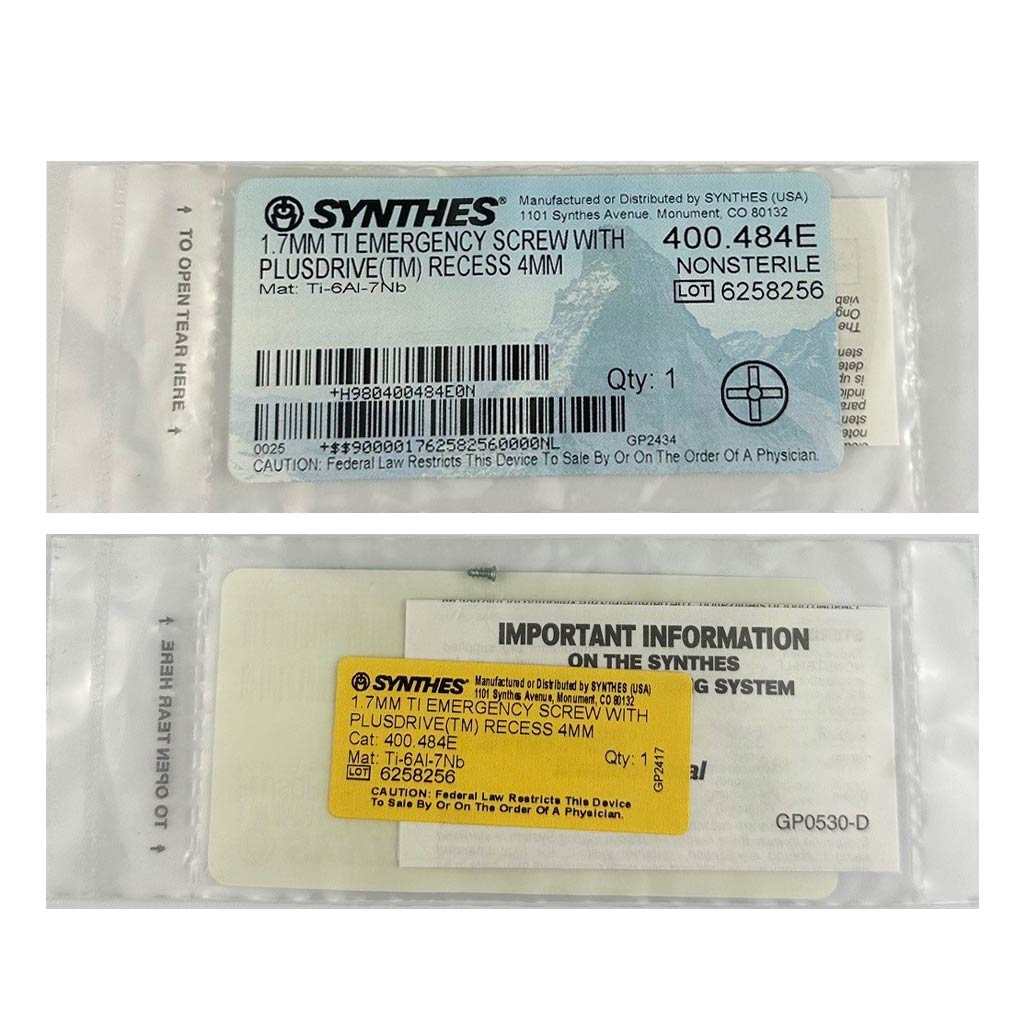 TO OPEN TEAR HERE
SYNTHES®
Manufactured or Distributed by SYNTHES (USA)
1101 Synthes Avenue, Monument, CO 80132
1.7MM TI EMERGENCY SCREW WITH
PLUSDRIVE(TM) RECESS 4MM
Mat: Ti-6Al-7Nb
400.484E
NONSTERILE
LOT 6258256
+H980400484E0N
Qty: 1
0025
+$$900001762582560000NL
GP2434
CAUTION: Federal Law Restricts This Device To Sale By Or On The Order Of A Physician.
The
Ong
viab
TO OPEN TEAR HERE
IMPORTANT INFORMATION
ON THE SYNTHES
NG SYSTEM
al
GP0530-D
SYNTHES®
Manufactured or Distributed by SYNTHES (USA)
1101 Synthes Avenue, Monument, CO 80132
1.7MM TI EMERGENCY SCREW WITH
PLUSDRIVE(TM) RECESS 4MM
Cat: 400.484E
Mat: Ti-6Al-7Nb
LOT 6258256
Qty: 1
GP2417
CAUTION: Federal Law Restricts This Device
To Sale By Or On The Order Of A Physician.